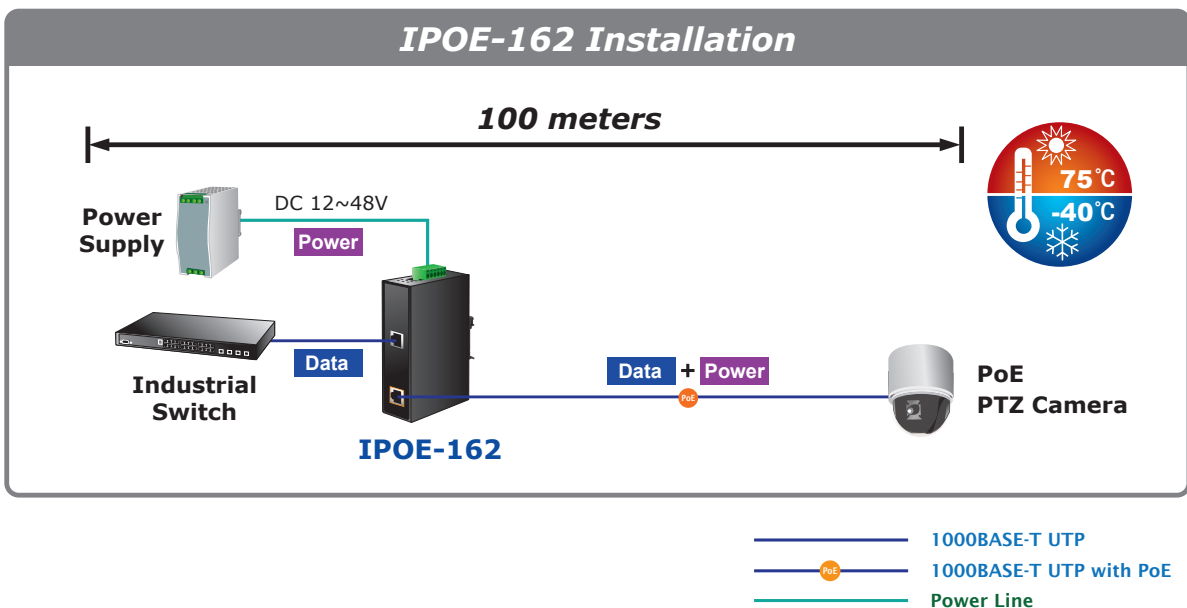 IPOE-162 Installation
100 meters
75°C
-40°C
DC 12~48V
Power
Supply
Power
Data
Data + Power
PoE
Industrial
Switch
IPOE-162
PoE
PTZ Camera
1000BASE-T UTP
PoE
1000BASE-T UTP with PoE
Power Line